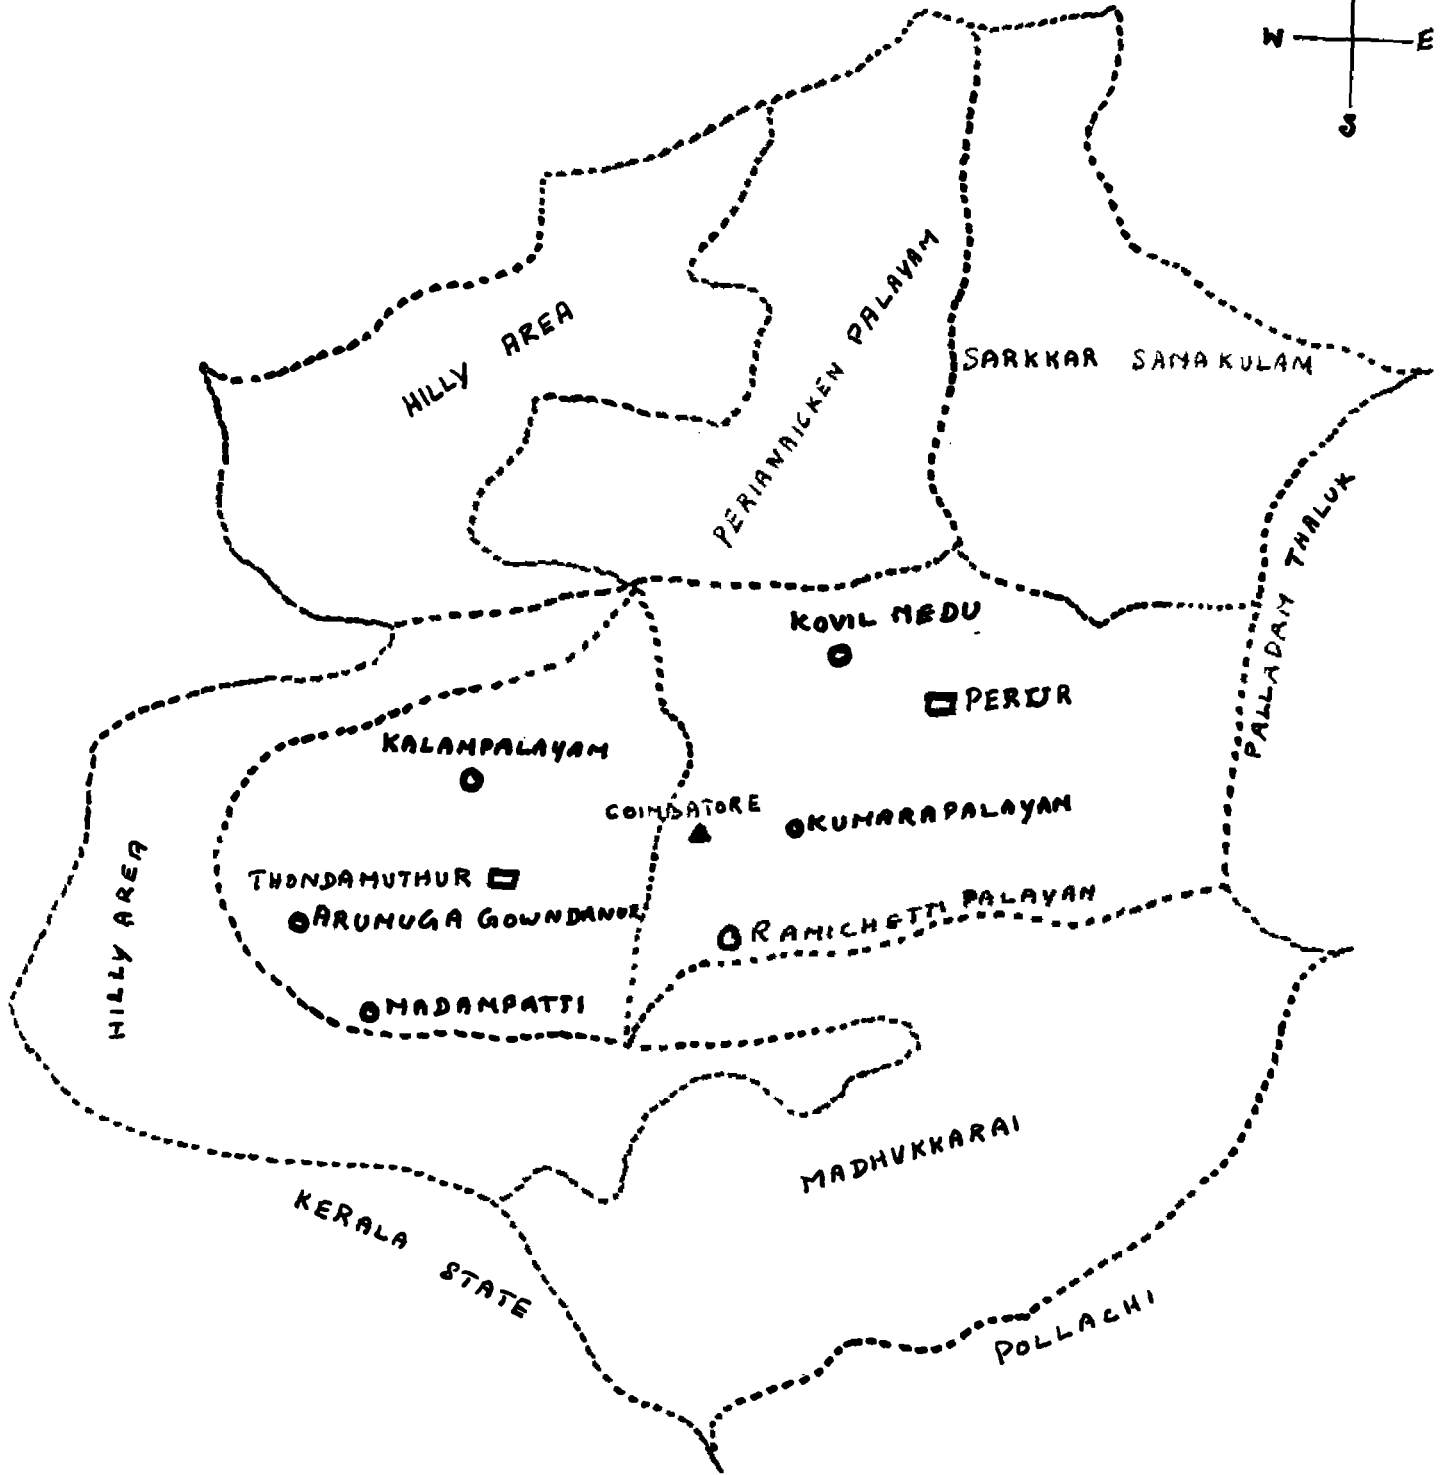 W
E
S
HILLY AREA
PERIANAICKEN PALAYAM
SARKKAR SAMAKULAM
PALLADAM THALUK
KOVIL MEDU
PERUR
KALAMPALAYAM
COIMBATORE
KUMARAPALAYAM
THONDAMUTHUR
ARUMUGA GOWNDANUR
RAMICHETTI PALAYAM
HILLY AREA
MADAMPATTI
MADHUKKARAI
KERALA STATE
POLLACHI